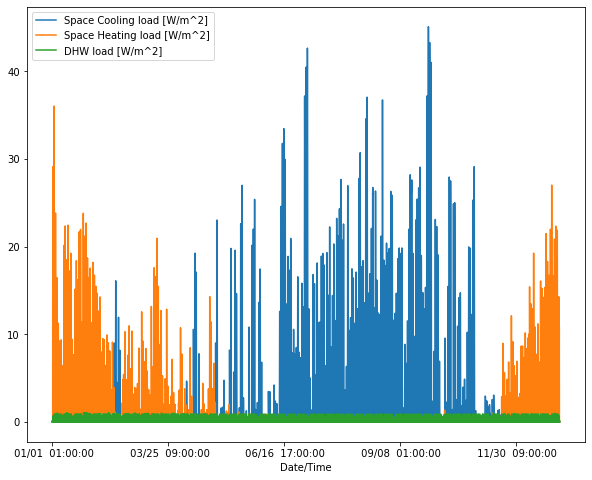 Space Cooling load [W/m^2]
Space Heating load [W/m^2]
DHW load [W/m^2]
40
30
20
10
0
01/01 01:00:00 03/25 09:00:00 06/16 17:00:00 09/08 01:00:00 11/30 09:00:00
Date/Time